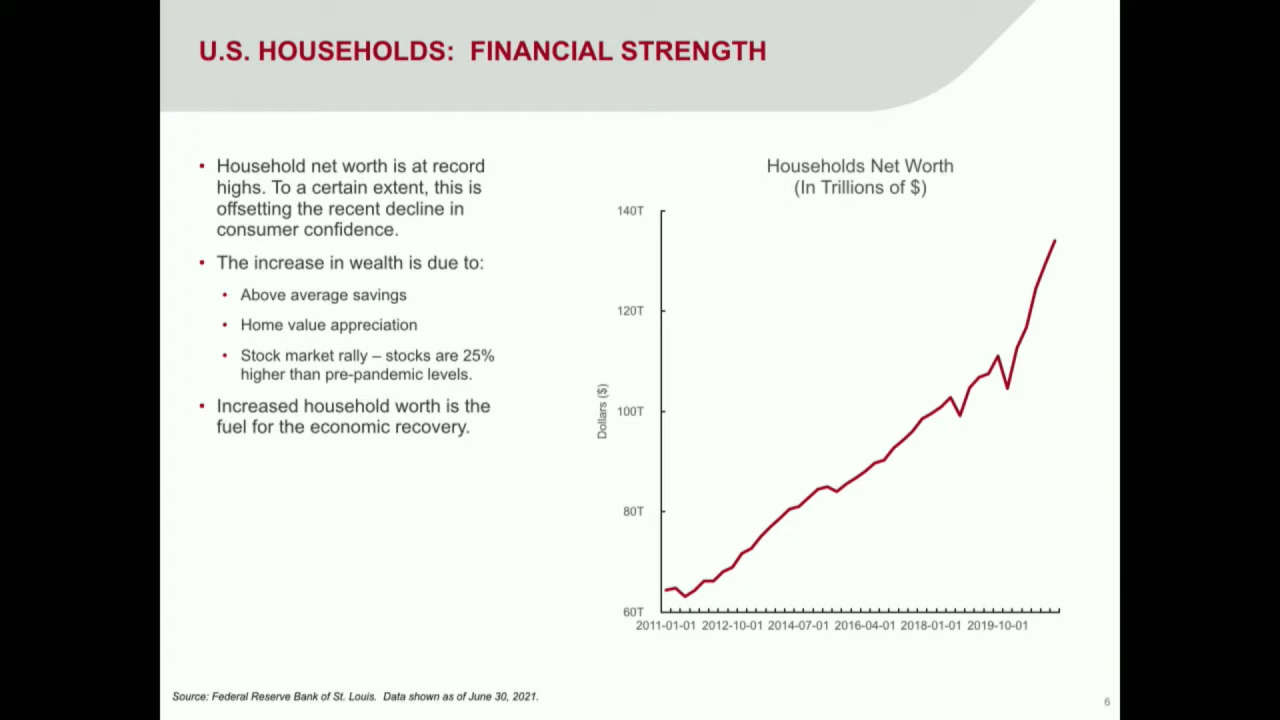 U.S. HOUSEHOLDS: FINANCIAL STRENGTH
• Household net worth is at record
highs. To a certain extent, this is
offsetting the recent decline in
consumer confidence.
• The increase in wealth is due to:
• Above average savings
• Home value appreciation
• Stock market rally – stocks are 25%
higher than pre-pandemic levels.
• Increased household worth is the
fuel for the economic recovery.
Households Net Worth
(In Trillions of $)
140T
120T
100T
80T
60T
Dollars ($)
2011-01-01 2012-10-01 2014-07-01 2016-04-01 2018-01-01 2019-10-01
Source: Federal Reserve Bank of St. Louis. Data shown as of June 30, 2021.
6